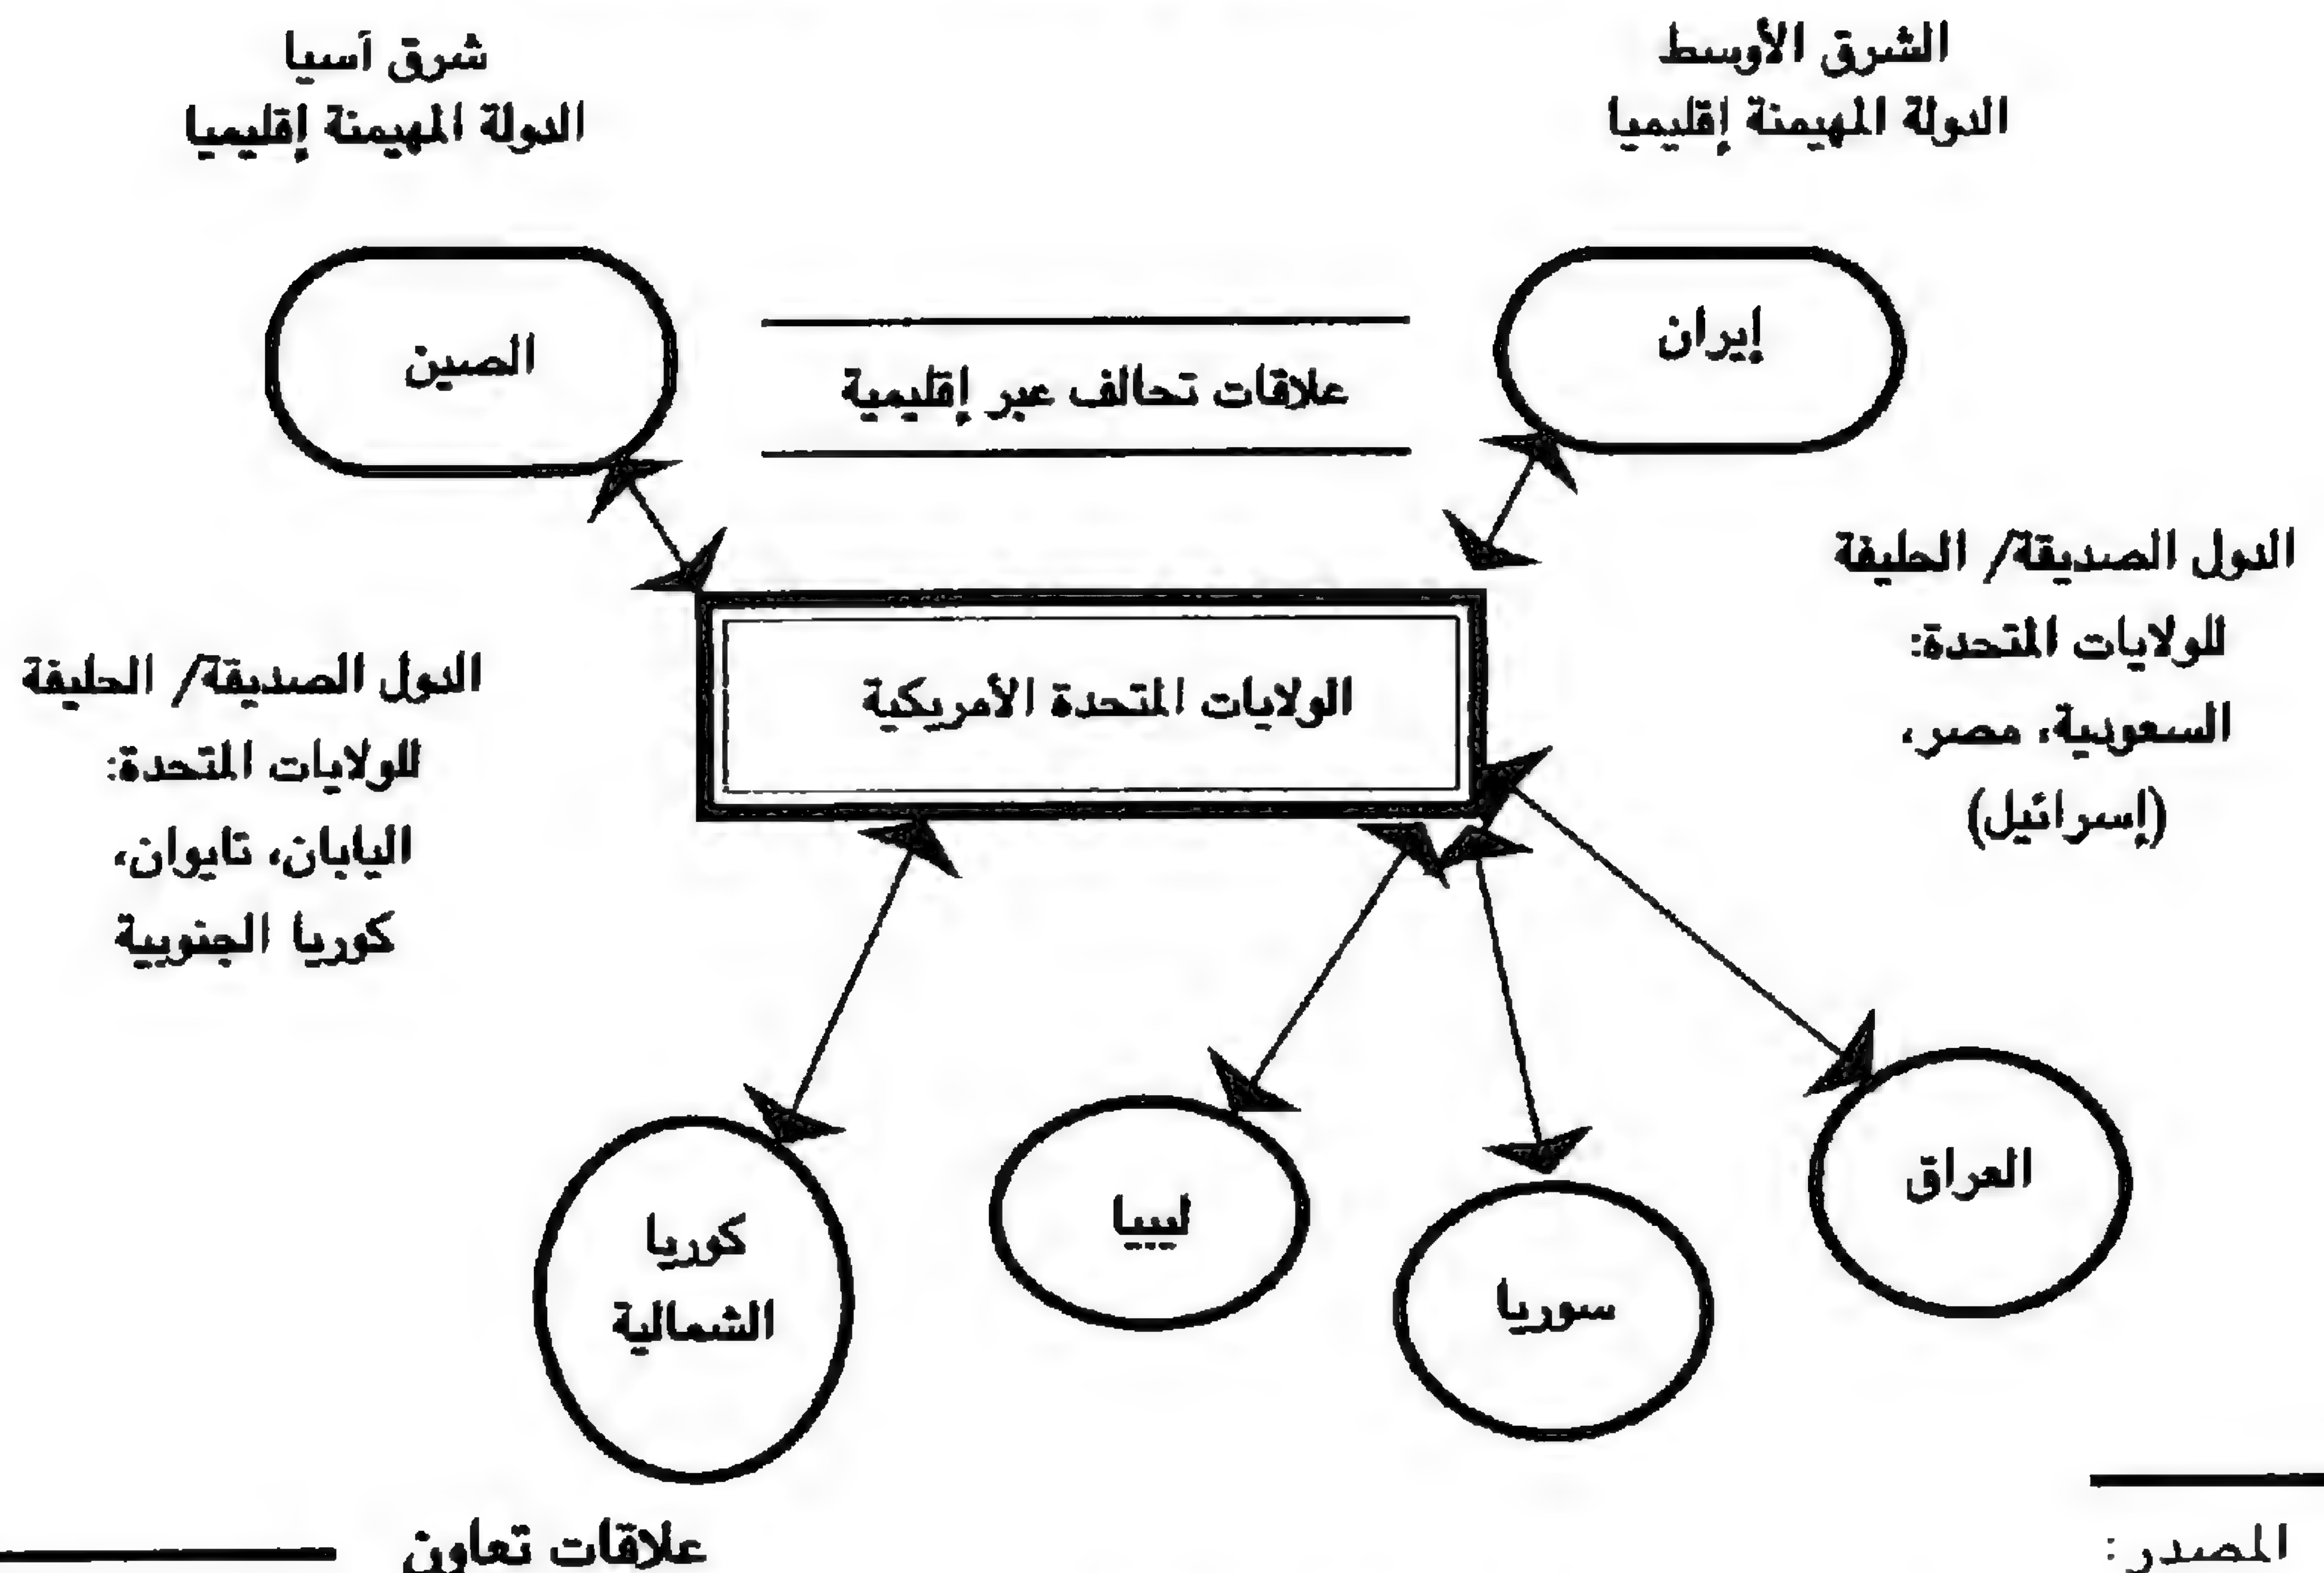 الشرق الأوسط
الدولة المهيمنة إقليميا
شرق آسيا
الدولة المهيمنة إقليميا
إيران
علاقات تحالف عبر إقليمية
الصين
الدول الصديقة/ الحليفة
للولايات المتحدة:
السعودية، مصر،
(إسرائيل)
الولايات المتحدة الأمريكية
الدول الصديقة/ الحليفة
للولايات المتحدة:
اليابان، تايوان،
كوريا الجنوبية
العراق
سوريا
ليبيا
كوريا
الشمالية
المصدر:
علاقات تعاون